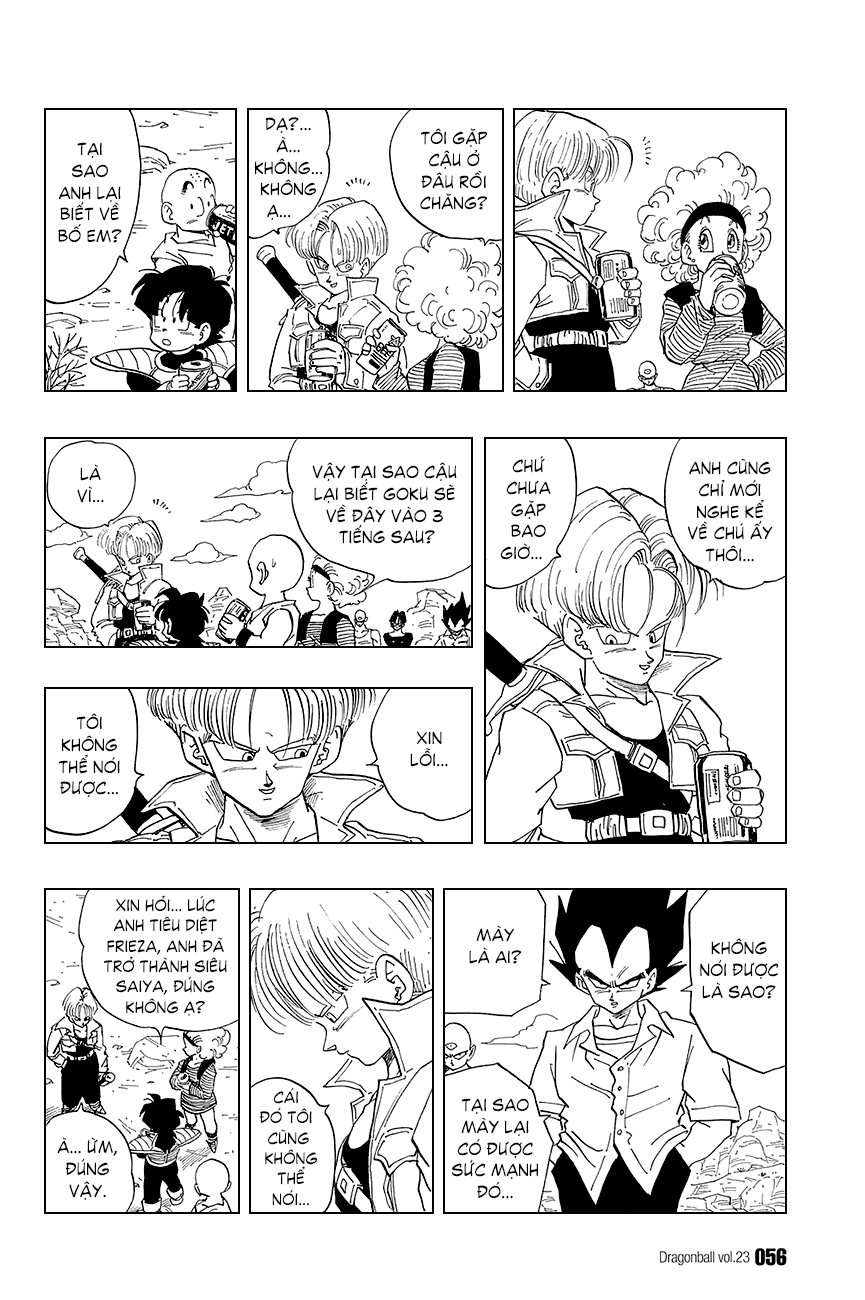 TÔI GẶP
CẬU Ở
ĐÂU RỒI
CHĂNG?
DẠ?...
À...
KHÔNG...
KHÔNG
Ạ...
TẠI
SAO
ANH LẠI
BIẾT VỀ
BỐ EM?
ANH CŨNG
CHỈ MỚI
NGHE KỂ
VỀ CHÚ ẤY
THÔI...
CHỨ
CHƯA
GẶP
BAO
GIỜ...
VẬY TẠI SAO CẬU
LẠI BIẾT GOKU SẼ
VỀ ĐÂY VÀO 3
TIẾNG SAU?
LÀ
VÌ...
XIN
LỖI...
TÔI
KHÔNG
THỂ NÓI
ĐƯỢC...
KHÔNG
NÓI ĐƯỢC
LÀ SAO?
MÀY
LÀ AI?
TẠI SAO
MÀY LẠI
CÓ ĐƯỢC
SỨC MẠNH
ĐÓ...
CÁI
ĐÓ TÔI
CŨNG
KHÔNG
THỂ
NÓI...
XIN HỎI... LÚC
ANH TIÊU DIỆT
FRIEZA, ANH ĐÃ
TRỞ THÀNH SIÊU
SAIYA, ĐÚNG
KHÔNG Ạ?
À... ỪM,
ĐÚNG
VẬY.
Dragonball vol.23 056